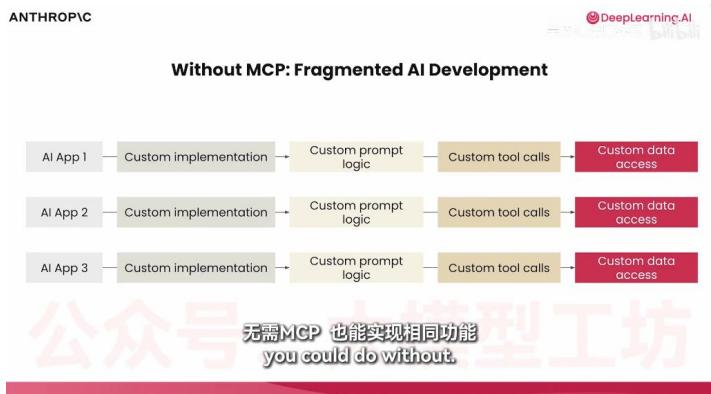 ANTHROP\C
DeepLearning.AI
bilibili
Without MCP: Fragmented AI Development
AI App 1
Custom implementation
Custom prompt
logic
Custom tool calls
Custom data
access
AI App 2
Custom implementation
Custom prompt
logic
Custom tool calls
Custom data
access
AI App 3
Custom implementation
Custom prompt
logic
Custom tool calls
Custom data
access
公众号 大模型工坊
无需MCP 也能实现相同功能
you could do without.